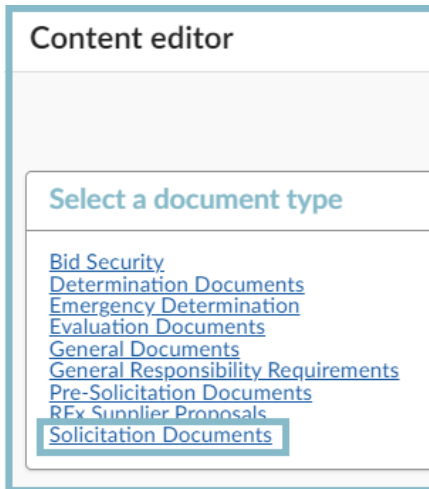 Content editor
Select a document type
Bid Security
Determination Documents
Emergency Determination
Evaluation Documents
General Documents
General Responsibility Requirements
Pre-Solicitation Documents
RFx Supplier Proposals
Solicitation Documents